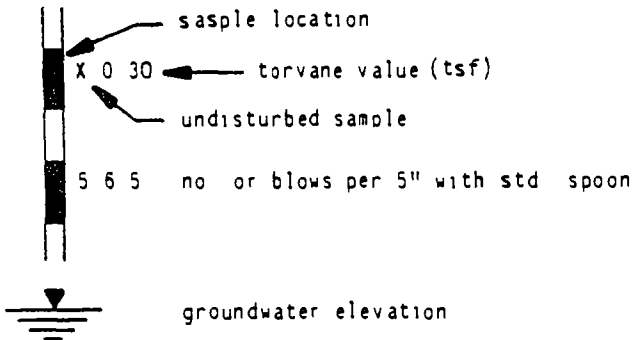 sasple location
X 0 30 torvane value (tsf)
undisturbed sample
5 6 5 no or blows per 5" with std spoon
groundwater elevation